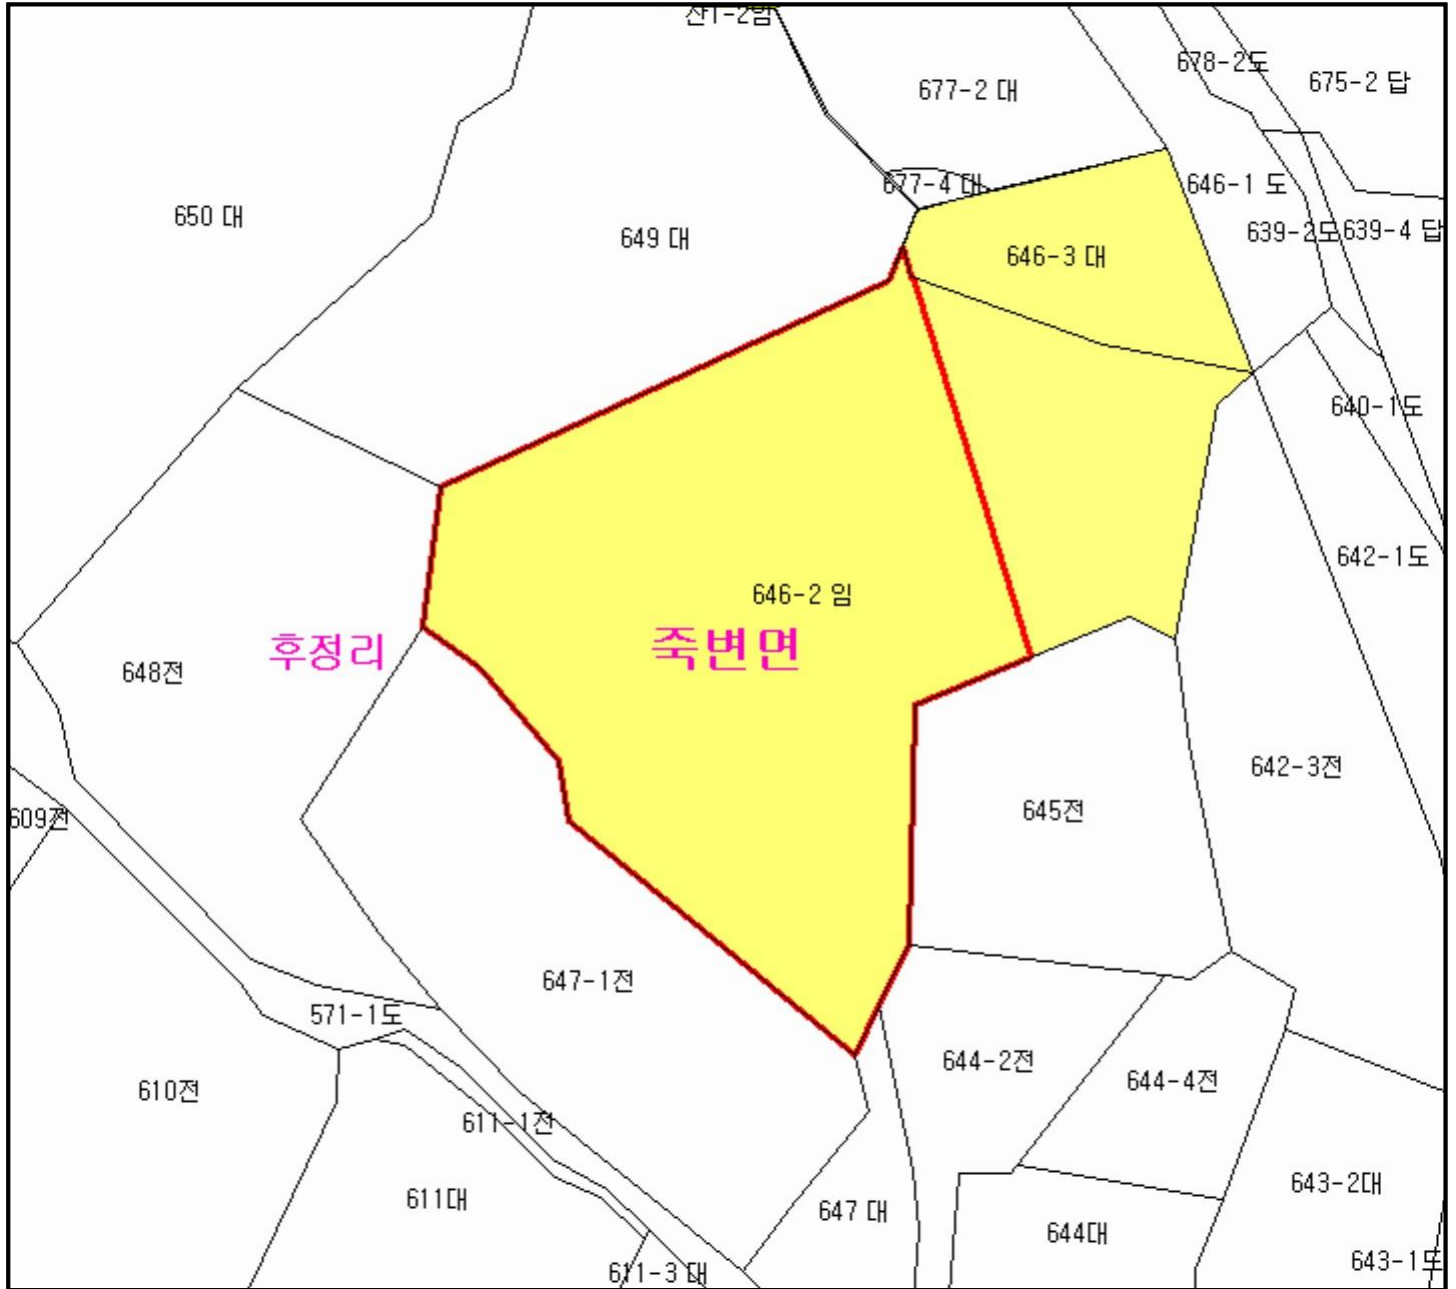 산1-2임
678-2도
675-2 답
677-2 대
677-4 대
646-1 도
650 대
649 대
639-2도
639-4 답
646-3 대
640-1도
642-1도
646-2 임
후정리
죽변면
648전
642-3전
609전
645전
647-1전
571-1도
644-2전
644-4전
610전
611-1전
611대
647 대
643-2대
644대
643-1도
611-3 대